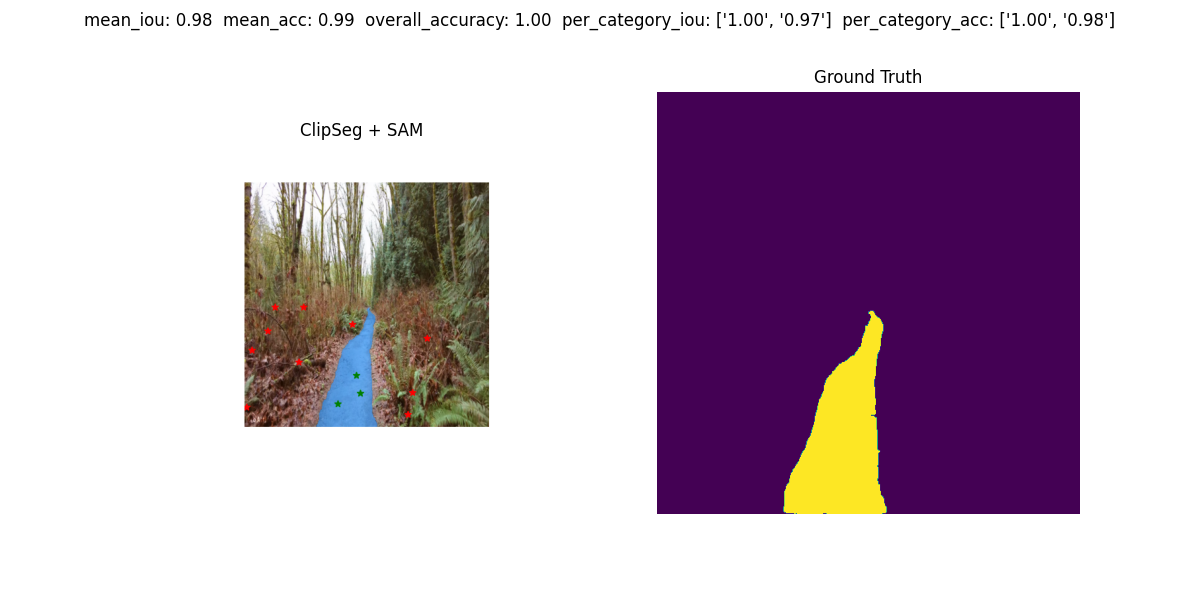 mean_iou: 0.98  mean_acc: 0.99  overall_accuracy: 1.00  per_category_iou: ['1.00', '0.97']  per_category_acc: ['1.00', '0.98']
Ground Truth
ClipSeg + SAM